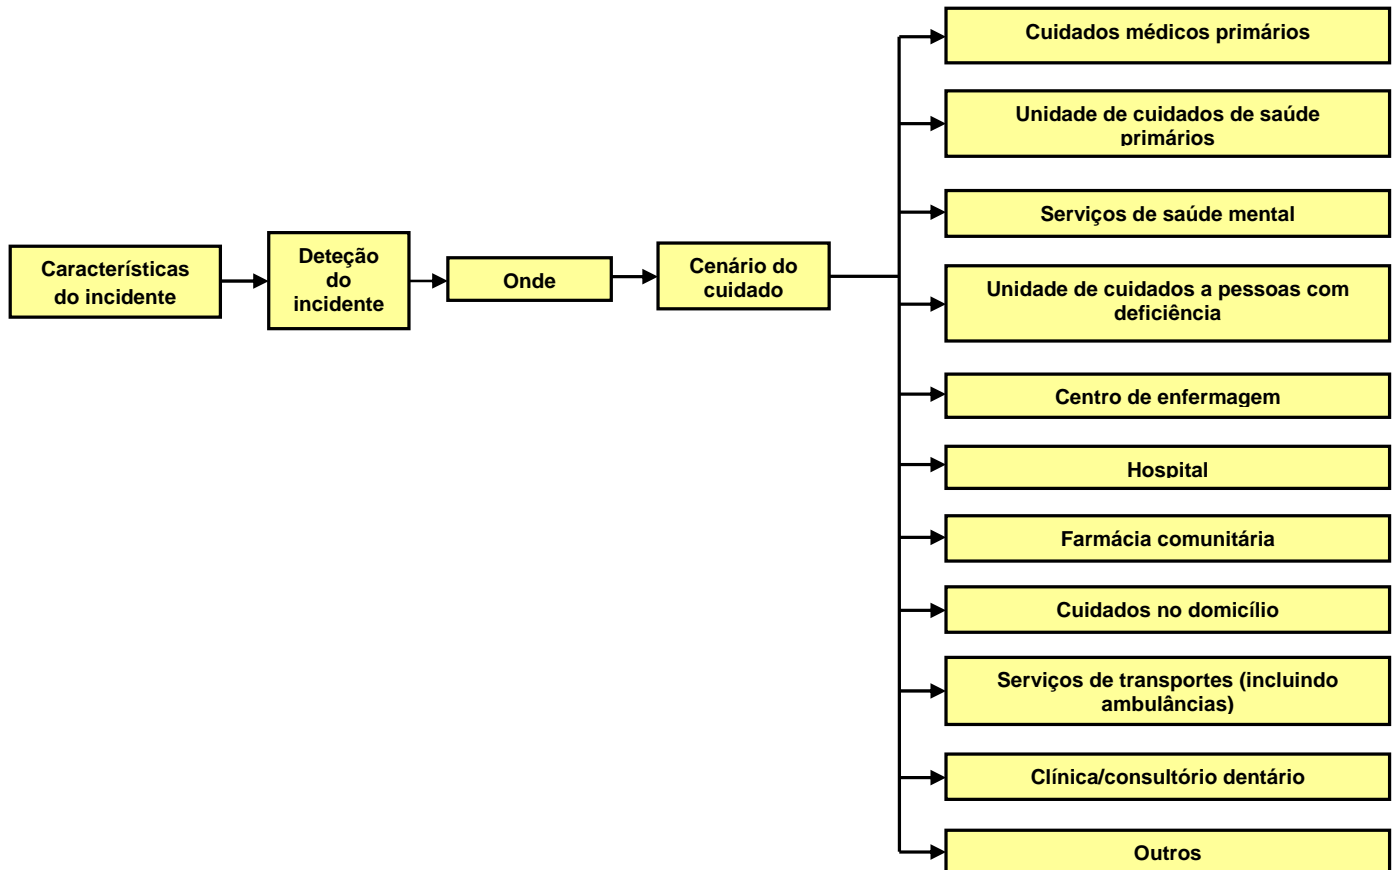 Características
do incidente
Deteção
do
incidente
Onde
Cenário do
cuidado
Cuidados médicos primários
Unidade de cuidados de saúde
primários
Serviços de saúde mental
Unidade de cuidados a pessoas com
deficiência
Centro de enfermagem
Hospital
Farmácia comunitária
Cuidados no domicílio
Serviços de transportes (incluindo
ambulâncias)
Clínica/consultório dentário
Outros